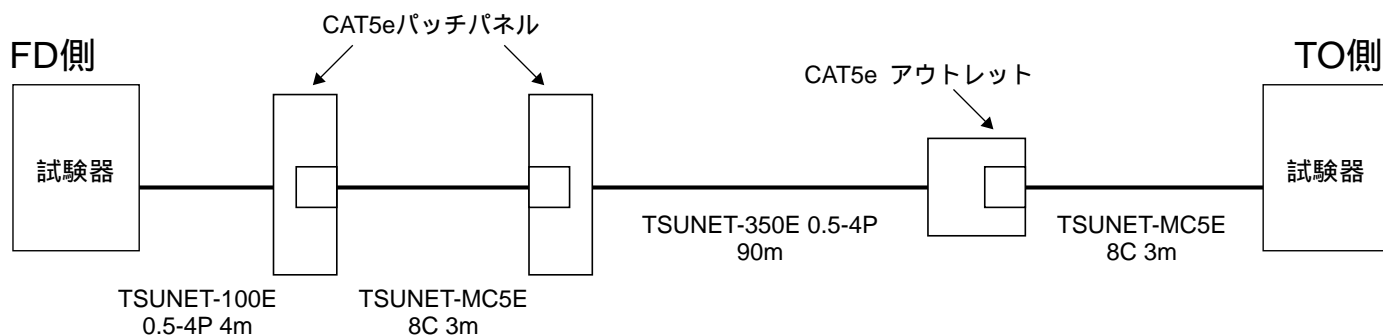 CAT5eパッチパネル
FD側
CAT5e アウトレット
TO側
試験器
試験器
TSUNET-350E 0.5-4P
90m
TSUNET-MC5E
8C 3m
TSUNET-100E
0.5-4P 4m
TSUNET-MC5E
8C 3m